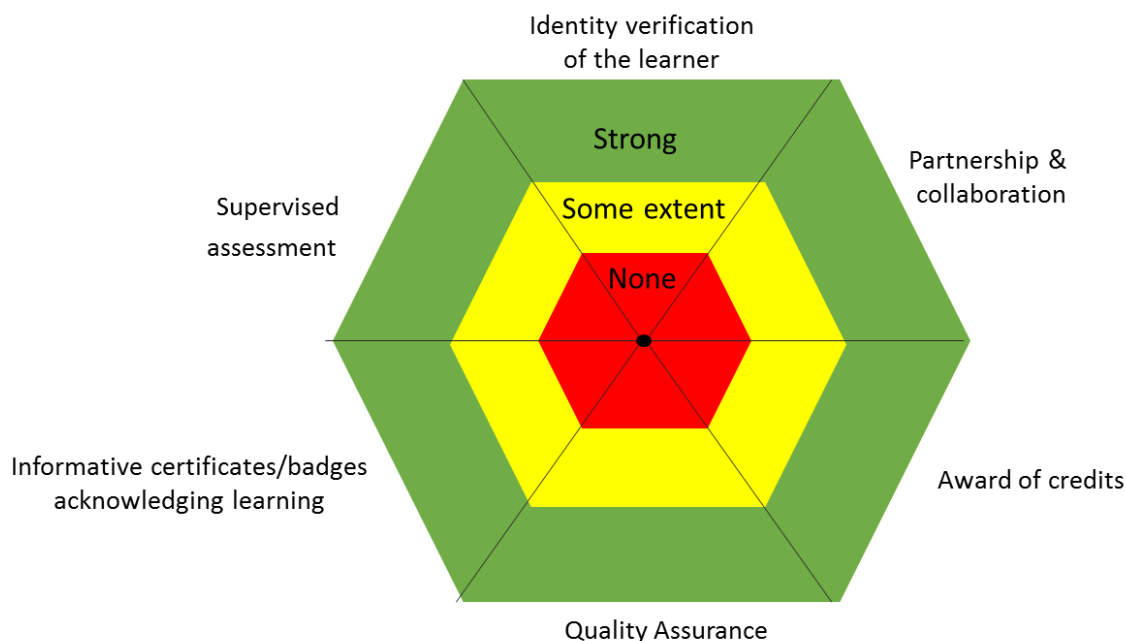 Identity verification
of the learner
Strong
Partnership &
collaboration
Supervised
assessment
Some extent
None
Informative certificates/badges
acknowledging learning
Award of credits
Quality Assurance